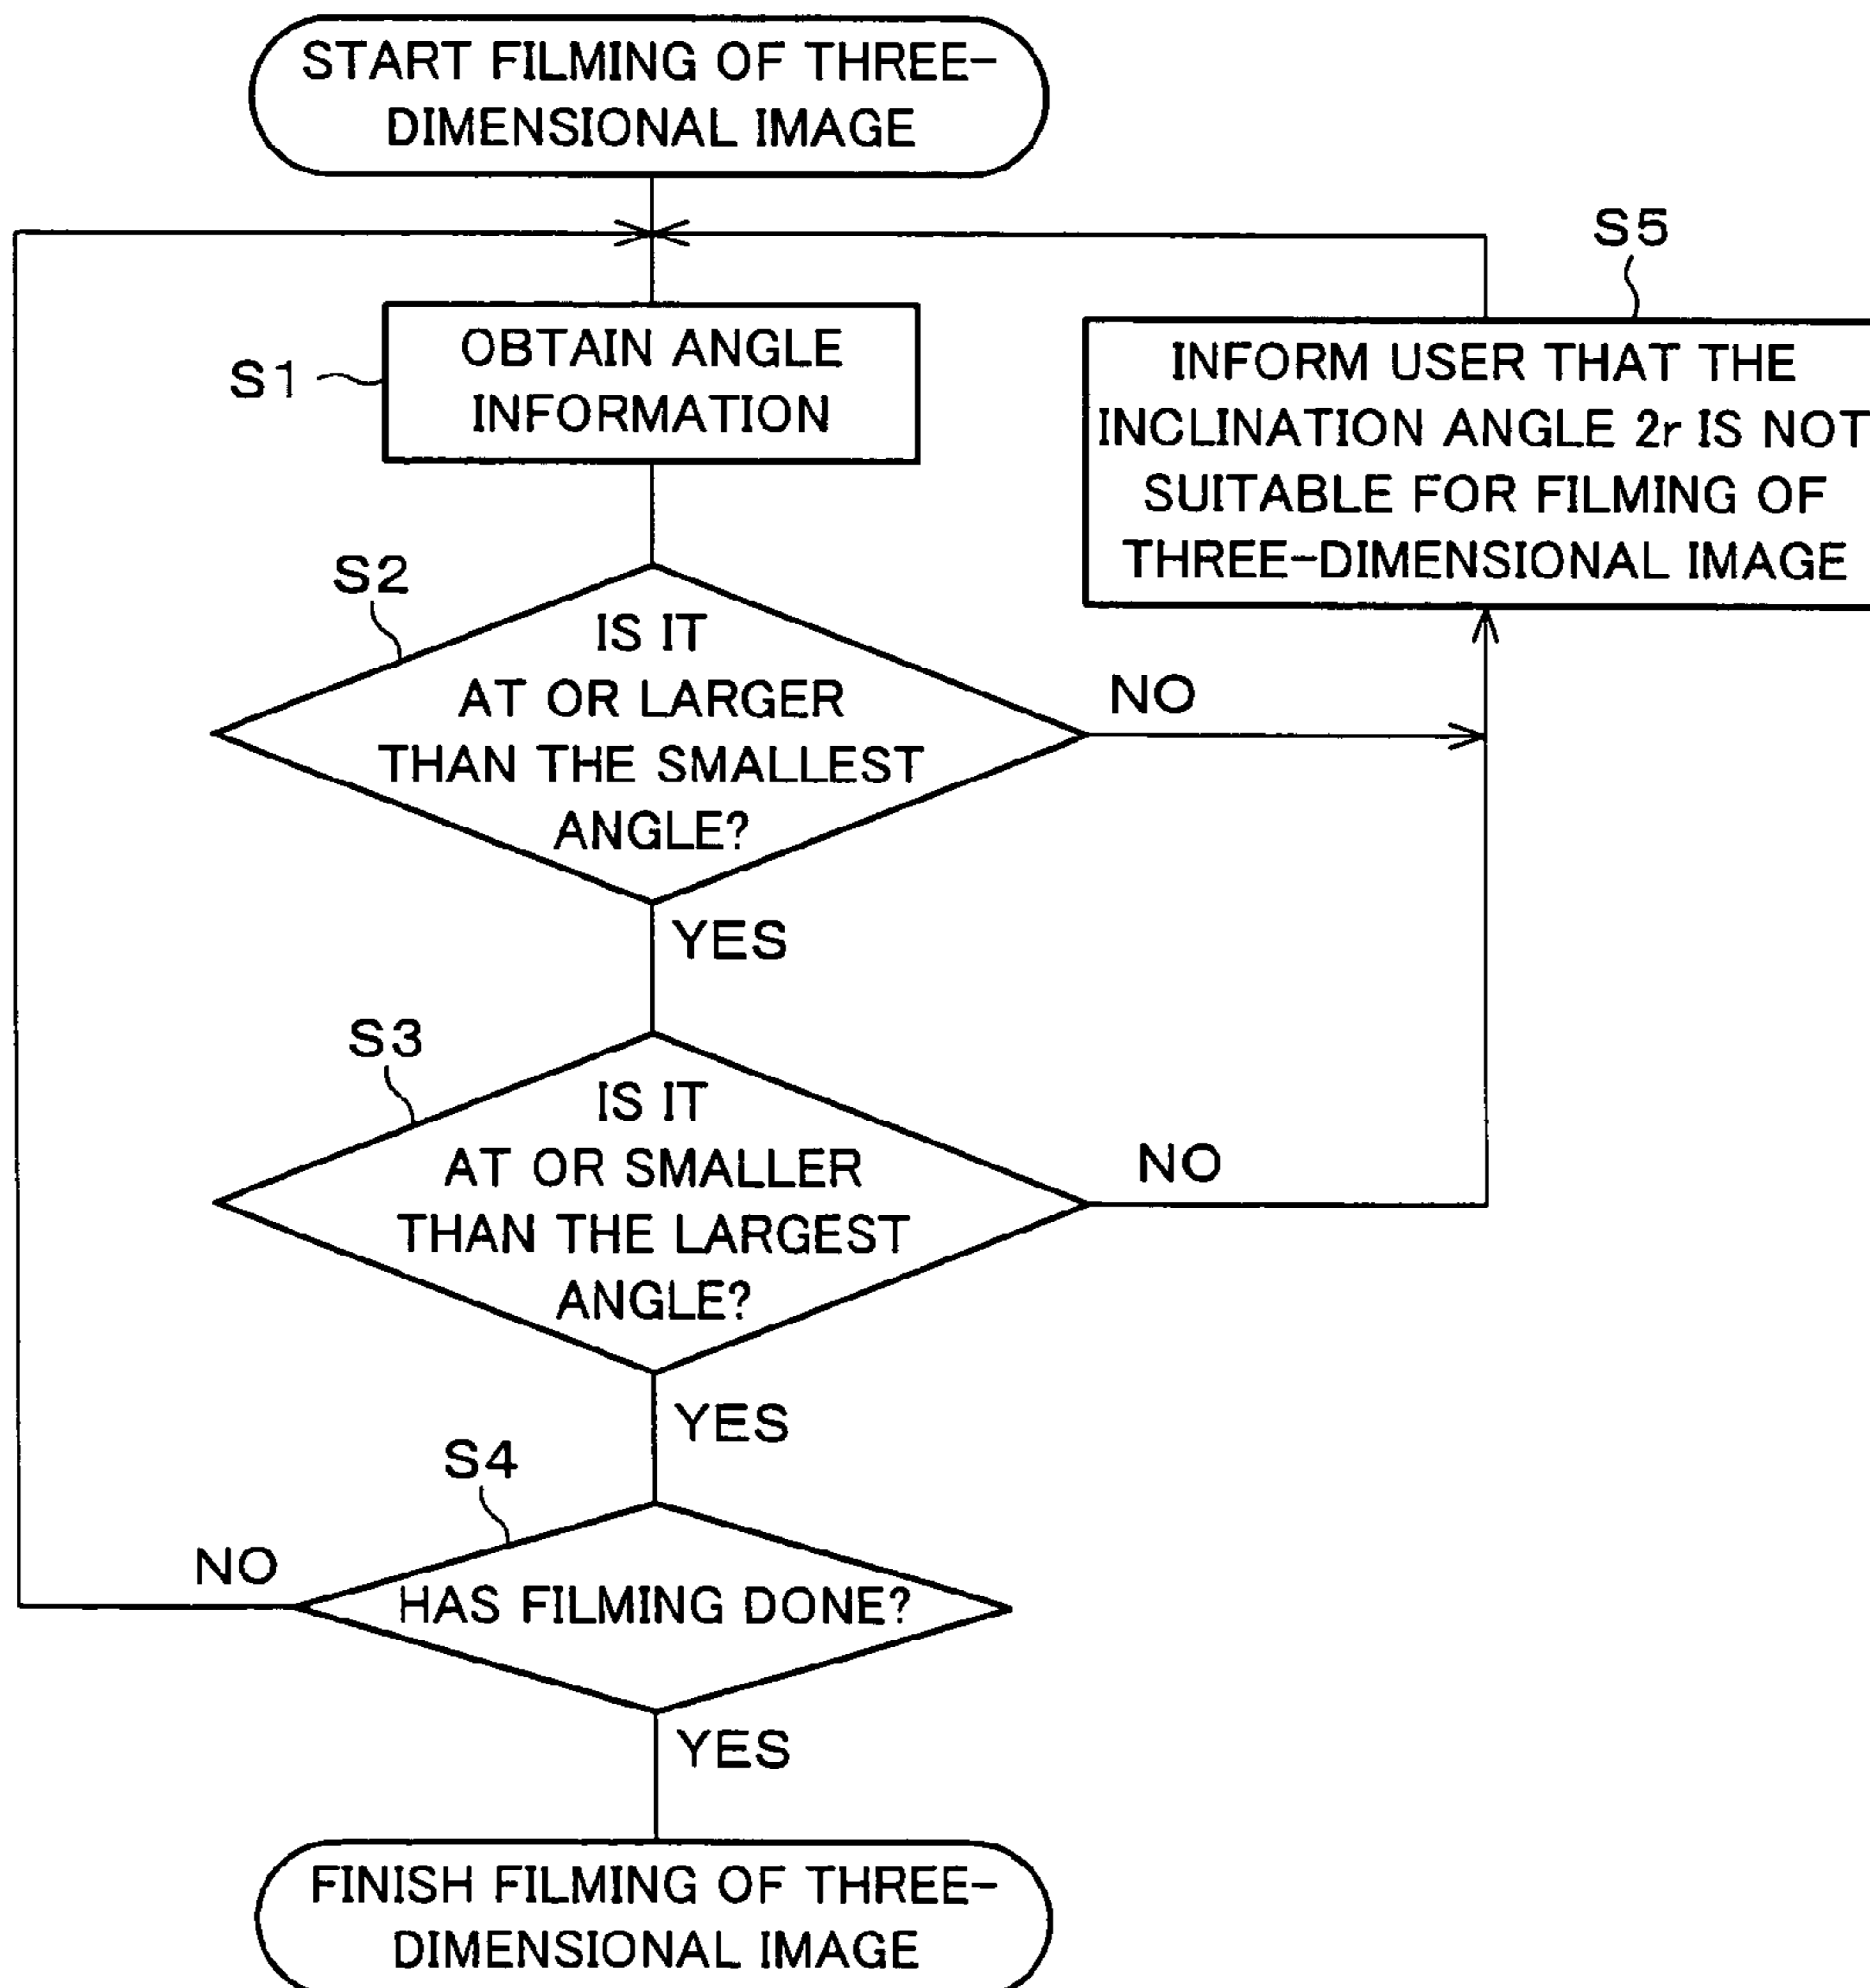 START FILMING OF THREE-
DIMENSIONAL IMAGE
S1
OBTAIN ANGLE
INFORMATION
S5
INFORM USER THAT THE
INCLINATION ANGLE 2r IS NOT
SUITABLE FOR FILMING OF
THREE-DIMENSIONAL IMAGE
S2
IS IT
AT OR LARGER
THAN THE SMALLEST
ANGLE?
NO
YES
S3
IS IT
AT OR SMALLER
THAN THE LARGEST
ANGLE?
NO
YES
S4
HAS FILMING DONE?
NO
YES
FINISH FILMING OF THREE-
DIMENSIONAL IMAGE